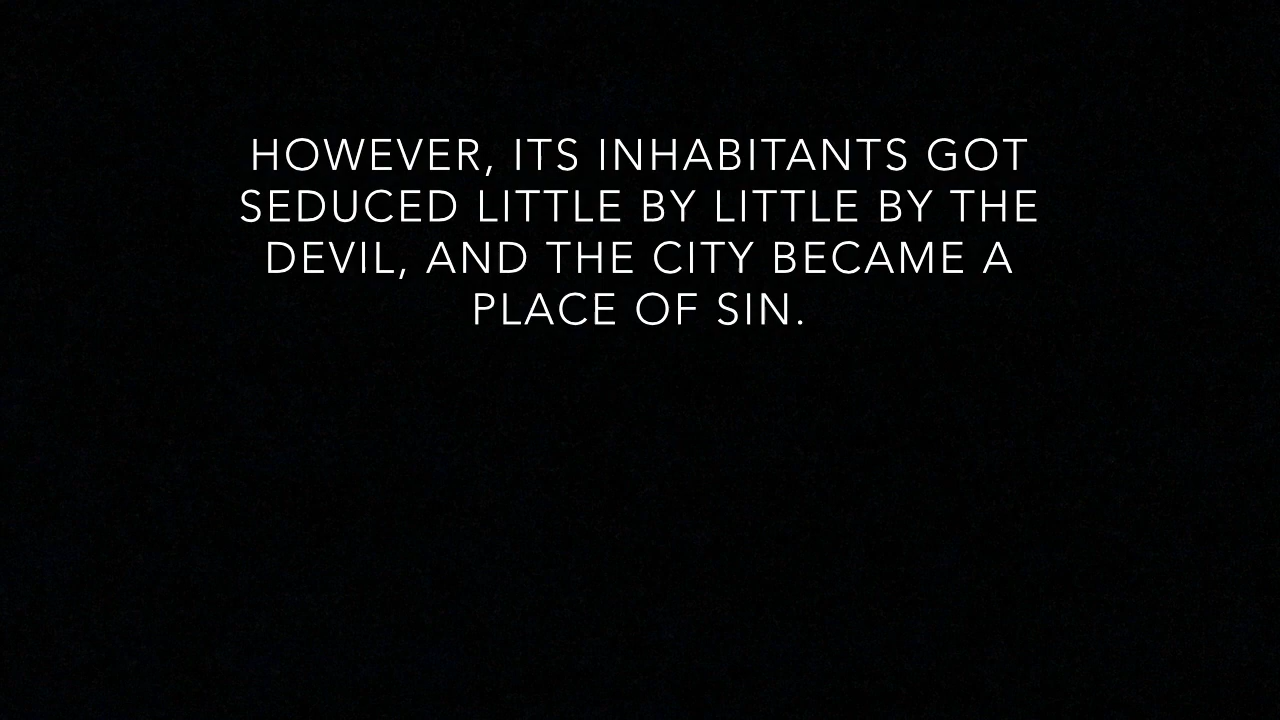 HOWEVER, ITS INHABITANTS GOT
SEDUCED LITTLE BY LITTLE BY THE
DEVIL, AND THE CITY BECAME A
PLACE OF SIN.